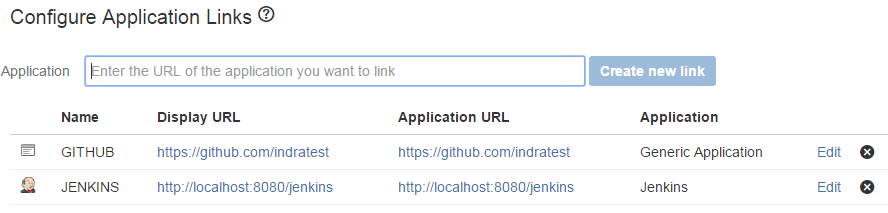 Configure Application Links ?
Application Enter the URL of the application you want to link Create new link
Name Display URL Application URL Application
GITHUB https://github.com/indratest https://github.com/indratest Generic Application Edit
JENKINS http://localhost:8080/jenkins http://localhost:8080/jenkins Jenkins Edit